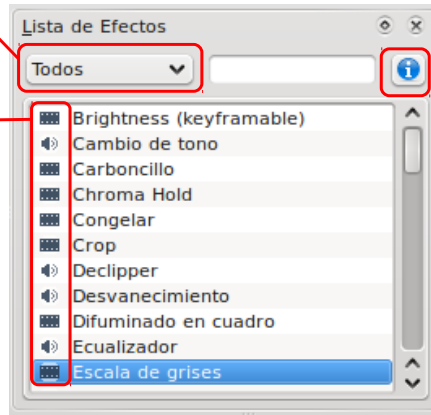 Lista de Efectos
Todos
Brightness (keyframable)
Cambio de tono
Carboncillo
Chroma Hold
Congelar
Crop
Declipper
Desvanecimiento
Difuminado en cuadro
Ecualizador
Escala de grises